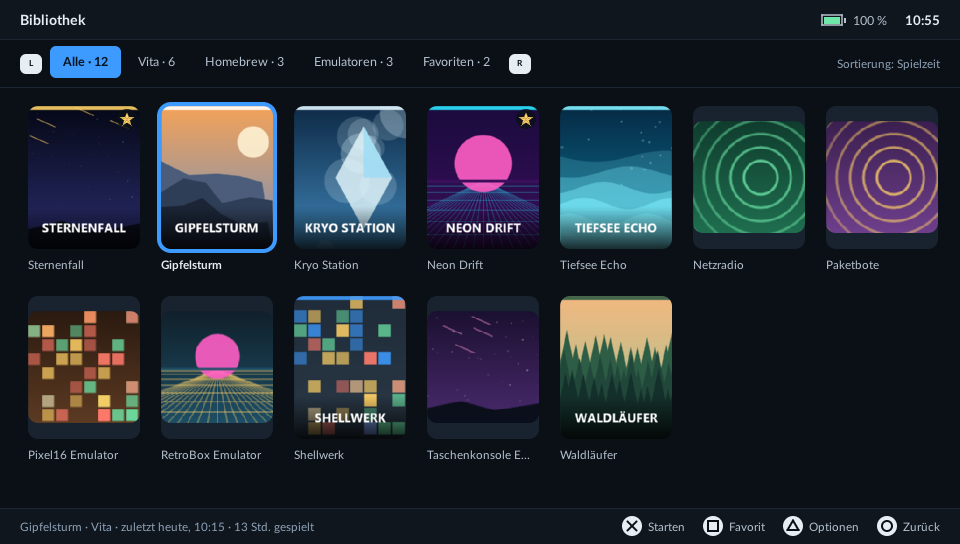 Bibliothek
100 %
10:55
L
Alle · 12
Vita · 6
Homebrew · 3
Emulatoren · 3
Favoriten · 2
R
Sortierung: Spielzeit
STERNENFALL
GIPFELSTURM
KRYO STATION
NEON DRIFT
TIEFSEE ECHO
Sternenfall
Gipfelsturm
Kryo Station
Neon Drift
Tiefsee Echo
Netzradio
Paketbote
SHELLWERK
WALDLÄUFER
Pixel16 Emulator
RetroBox Emulator
Shellwerk
Taschenkonsole E...
Waldläufer
Gipfelsturm · Vita · zuletzt heute, 10:15 · 13 Std. gespielt
Starten
Favorit
Optionen
Zurück